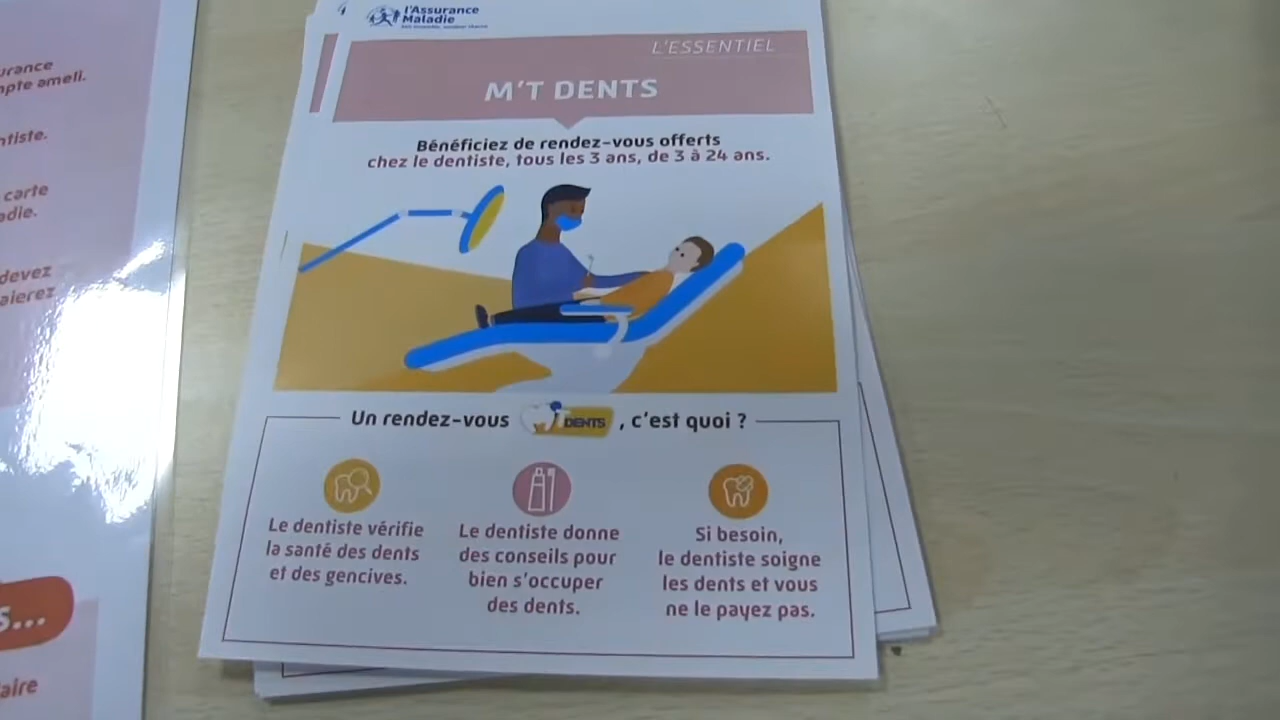 urance
mpte ameli.
ntiste.
carte
adie.
devez
aierez
s...
aire
l'Assurance
Maladie
L'ESSENTIEL
M'T DENTS
Bénéficiez de rendez-vous offerts
chez le dentiste, tous les 3 ans, de 3 à 24 ans.
Un rendez-vous M'T DENTS, c'est quoi ?
Le dentiste vérifie
la santé des dents
et des gencives.
Le dentiste donne
des conseils pour
bien s'occuper
des dents.
Si besoin,
le dentiste soigne
les dents et vous
ne le payez pas.